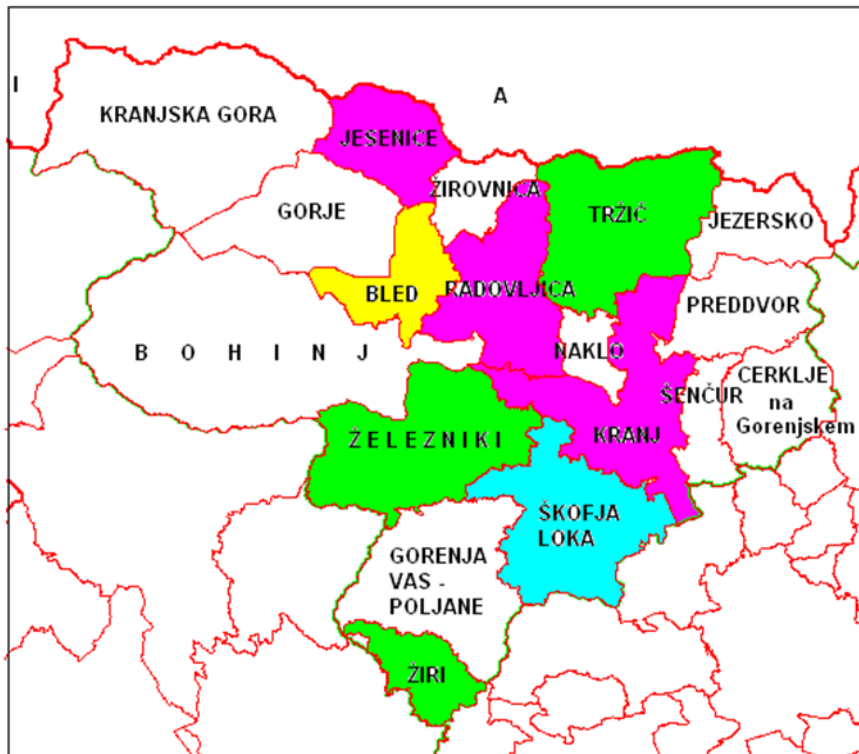 I
A
KRANJSKA GORA
JESENICE
ŽIROVNICA
GORJE
TRŽIČ
JEZERSKO
BLED
RADOVLJICA
PREDDVOR
B O H I N J
NAKLO
ŠENČUR
CERKLJE
na
Gorenjskem
Ž E L E Z N I K I
KRANJ
ŠKOFJA
LOKA
GORENJA
VAS -
POLJANE
ŽIRI